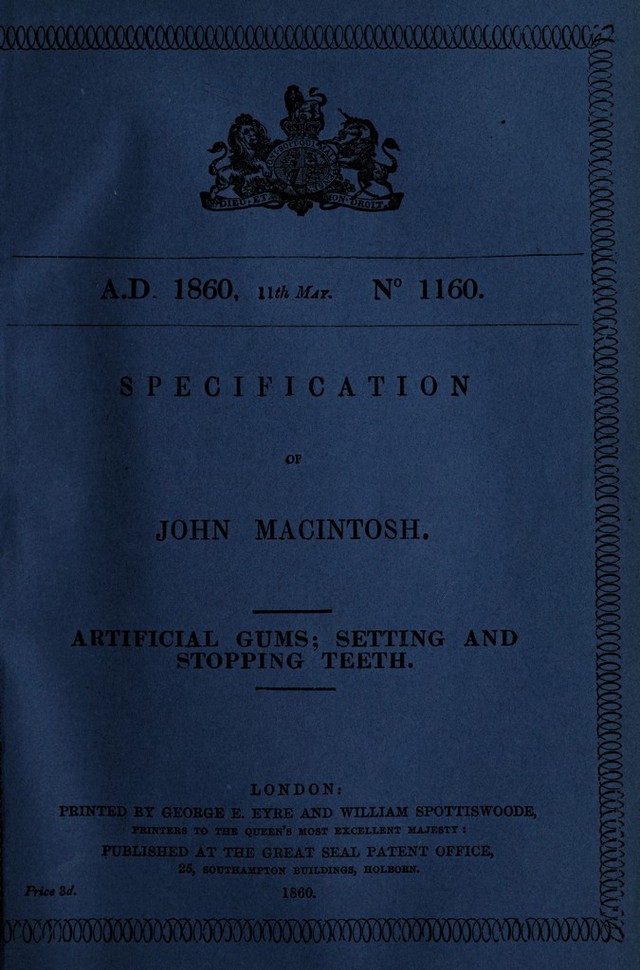 DIEU ET MON DROIT
A.D. 1860, 11th MAY. No 1160.
SPECIFICATION
OF
JOHN MACINTOSH.
ARTIFICIAL GUMS; SETTING AND
STOPPING TEETH.
LONDON:
PRINTED BY GEORGE E. EYRE AND WILLIAM SPOTTISWOODE,
PRINTERS TO THE QUEEN'S MOST EXCELLENT MAJESTY:
PUBLISHED AT THE GREAT SEAL PATENT OFFICE,
25, SOUTHAMPTON BUILDINGS, HOLBORN.
Price 3d. 1860.